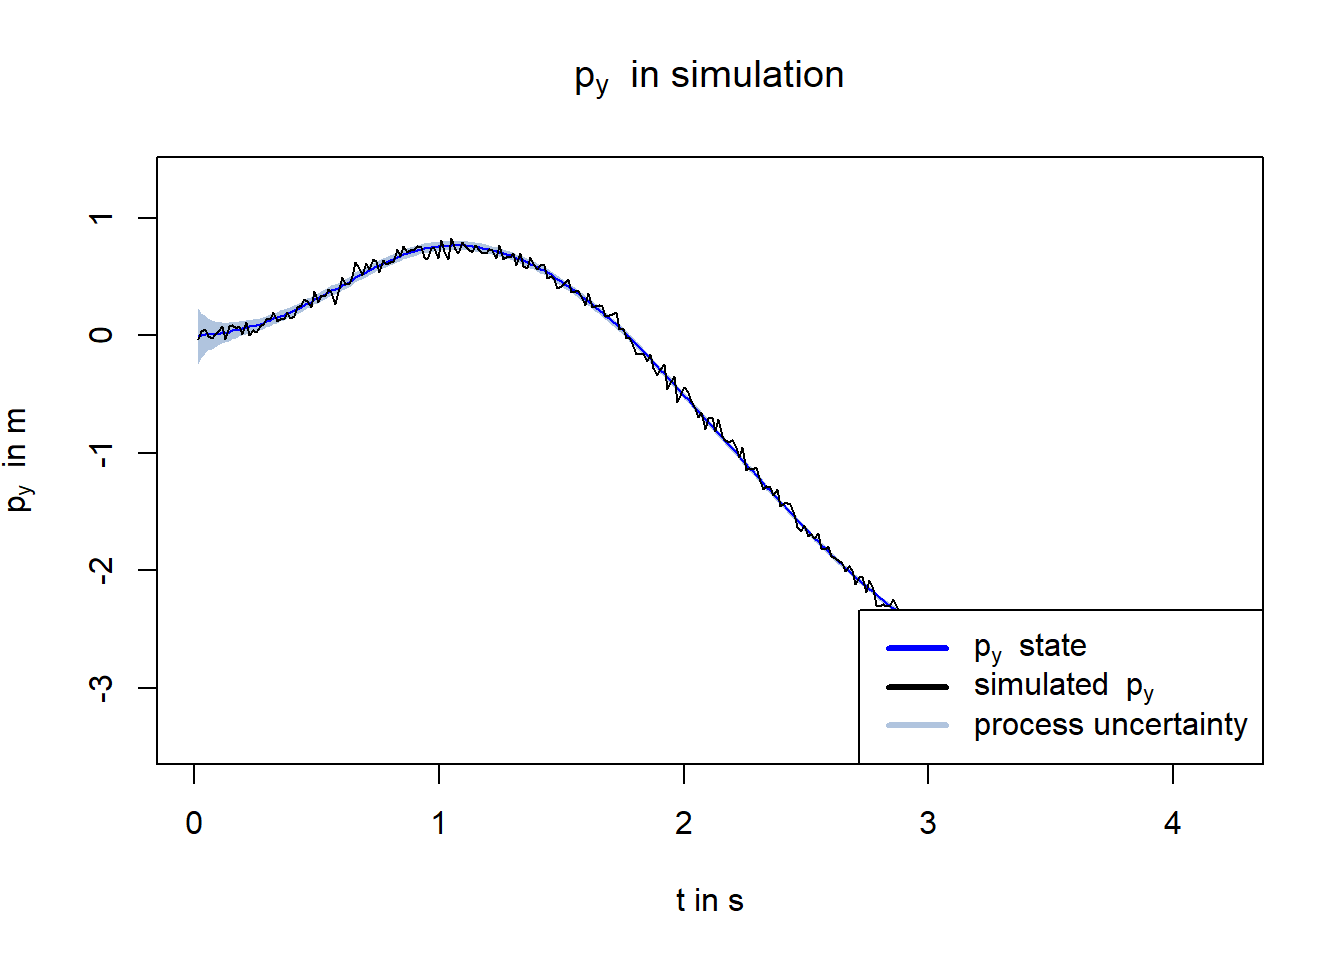 p_y in simulation
1
0
-1
-2
-3
p_y in m
0 1 2 3 4
t in s
p_y state
simulated p_y
process uncertainty